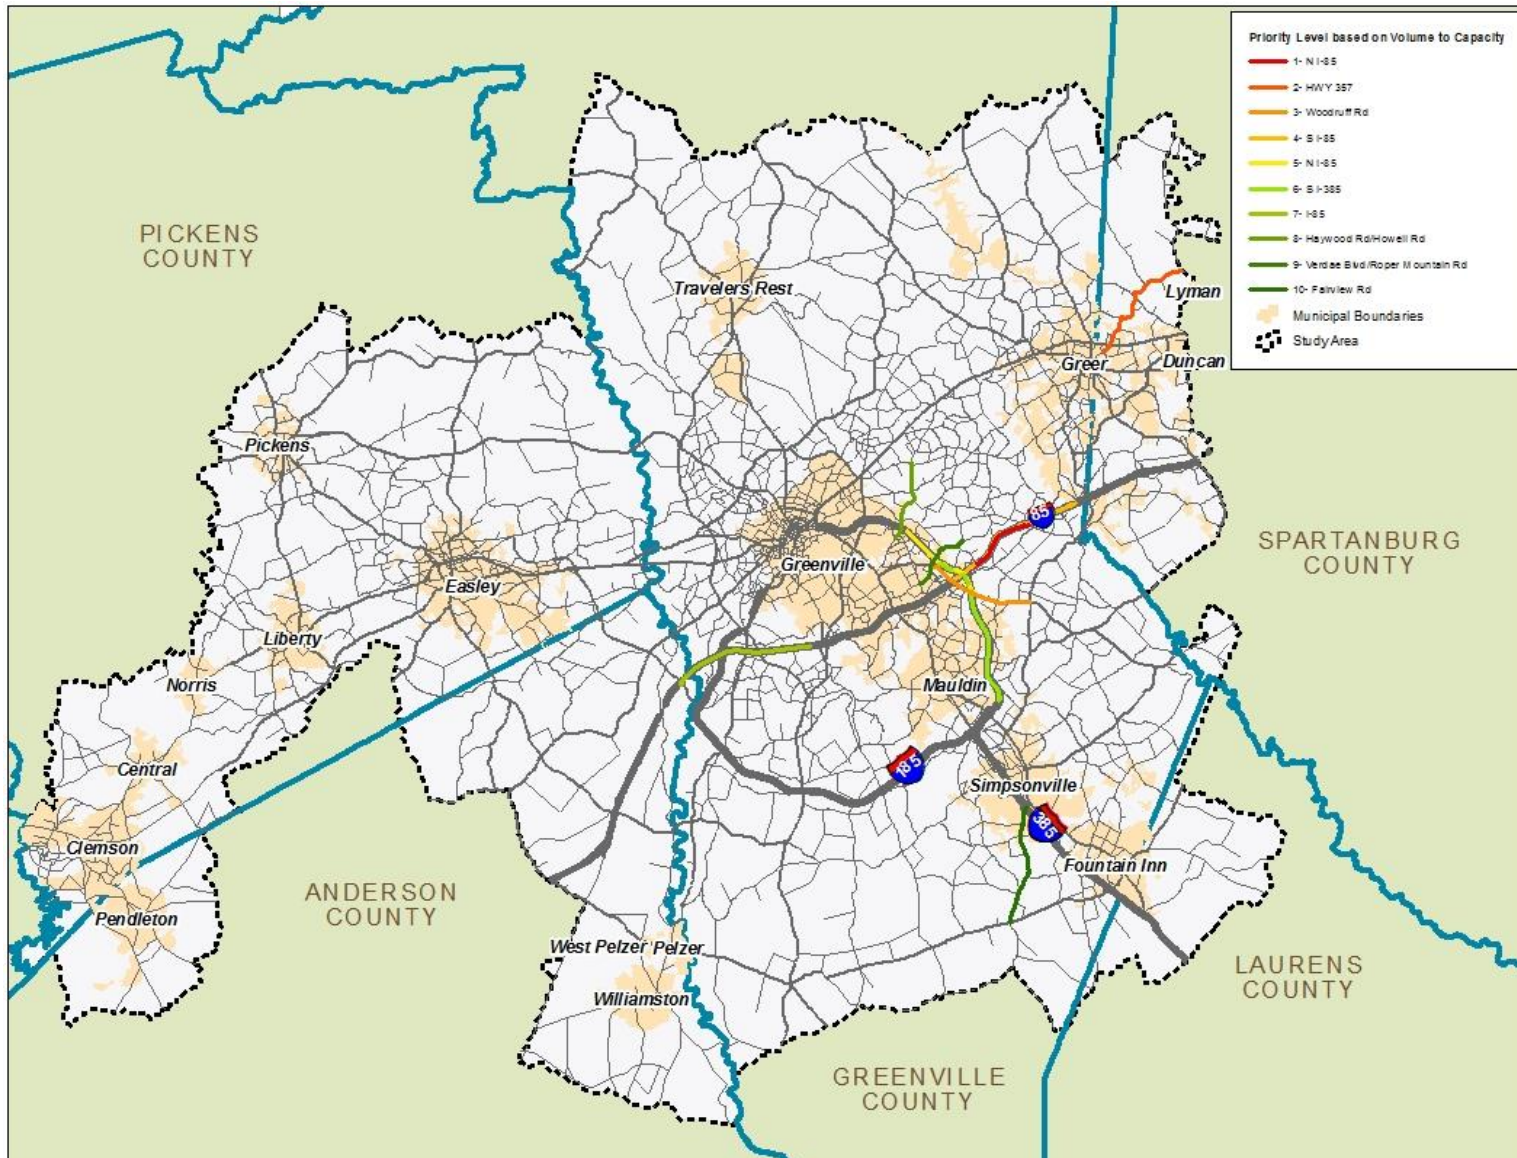 Priority Level based on Volume to Capacity
1- N I-85
2- HWY 357
3- Woodruff Rd
4- S I-85
5- N I-85
6- S I-385
7- I-85
8- Haywood Rd/Howell Rd
9- Verdae Blvd/Roper Mountain Rd
10- Fairview Rd
Municipal Boundaries
Study Area
PICKENS
COUNTY
Travelers Rest
Lyman
Greer
Duncan
Pickens
85
SPARTANBURG
COUNTY
Greenville
Easley
Liberty
Norris
Mauldin
Central
185
Simpsonville
385
Clemson
Fountain Inn
ANDERSON
COUNTY
Pendleton
West Pelzer
Pelzer
LAURENS
COUNTY
Williamston
GREENVILLE
COUNTY